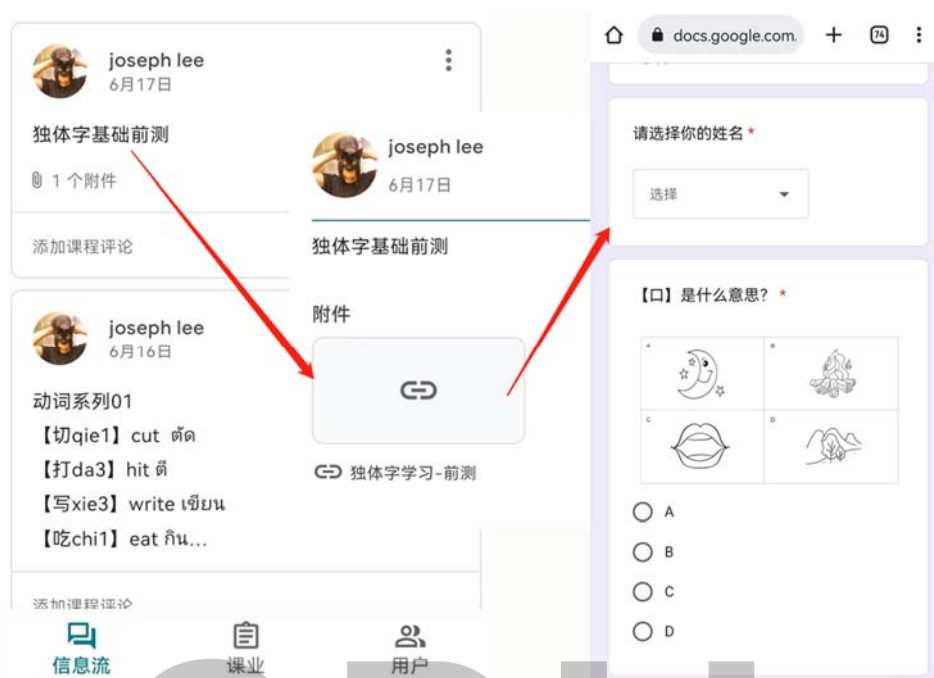 joseph lee
6月17日
独体字基础前测
1 个附件
添加课程评论
joseph lee
6月16日
动词系列01
【切qie1】cut ตัด
【打da3】hit ตี
【写xie3】write เขียน
【吃chi1】eat กิน...
添加课程评论
信息流
课业
用户
joseph lee
6月17日
独体字基础前测
附件
独体字学习-前测
docs.google.com.
74
请选择你的姓名 *
选择
【口】是什么意思? *
A
B
C
D
A
B
C
D